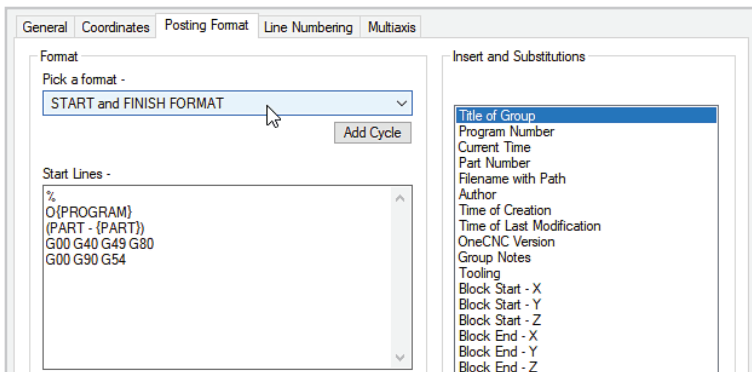 General Coordinates Posting Format Line Numbering Multiaxis
Format
Pick a format -
START and FINISH FORMAT
Add Cycle
Start Lines -
%
O{PROGRAM}
(PART - {PART})
G00 G40 G49 G80
G00 G90 G54
Insert and Substitutions
Title of Group
Program Number
Current Time
Part Number
Filename with Path
Author
Time of Creation
Time of Last Modification
OneCNC Version
Group Notes
Tooling
Block Start - X
Block Start - Y
Block Start - Z
Block End - X
Block End - Y
Block End - Z